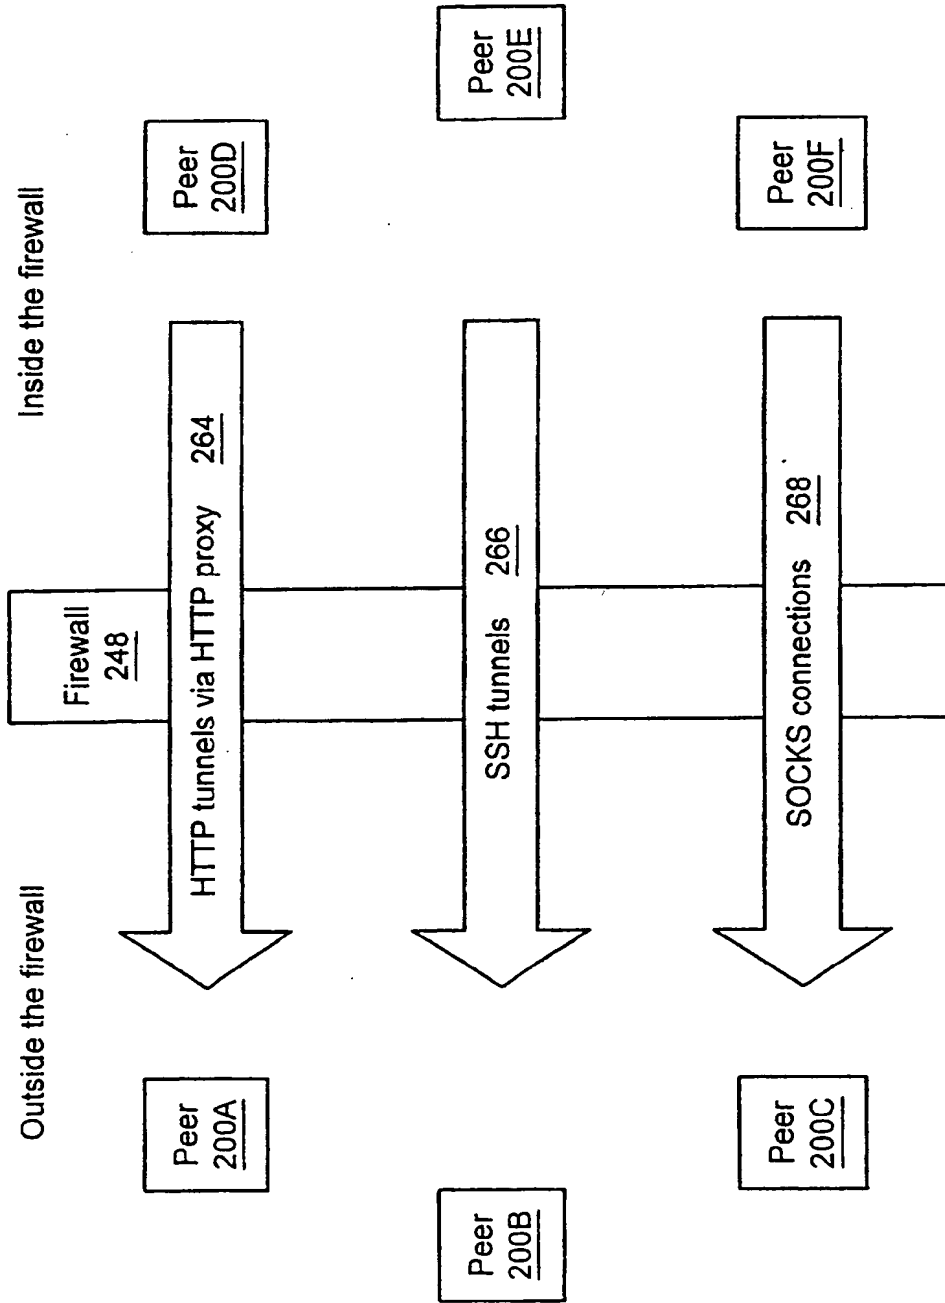 Outside the firewall
Inside the firewall
Firewall
248
Peer
200A
HTTP tunnels via HTTP proxy 264
Peer
200D
Peer
200B
SSH tunnels 266
Peer
200E
Peer
200C
SOCKS connections 268
Peer
200F